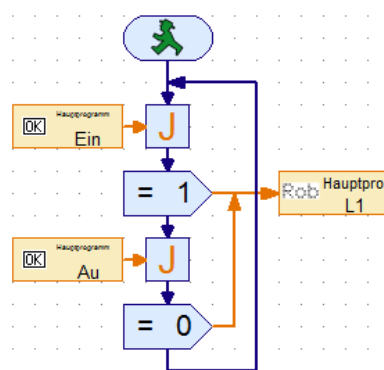 Hauptprogramm
OK Ein
J
= 1
Rob Hauptpro
L1
Hauptprogramm
OK Au
J
= 0